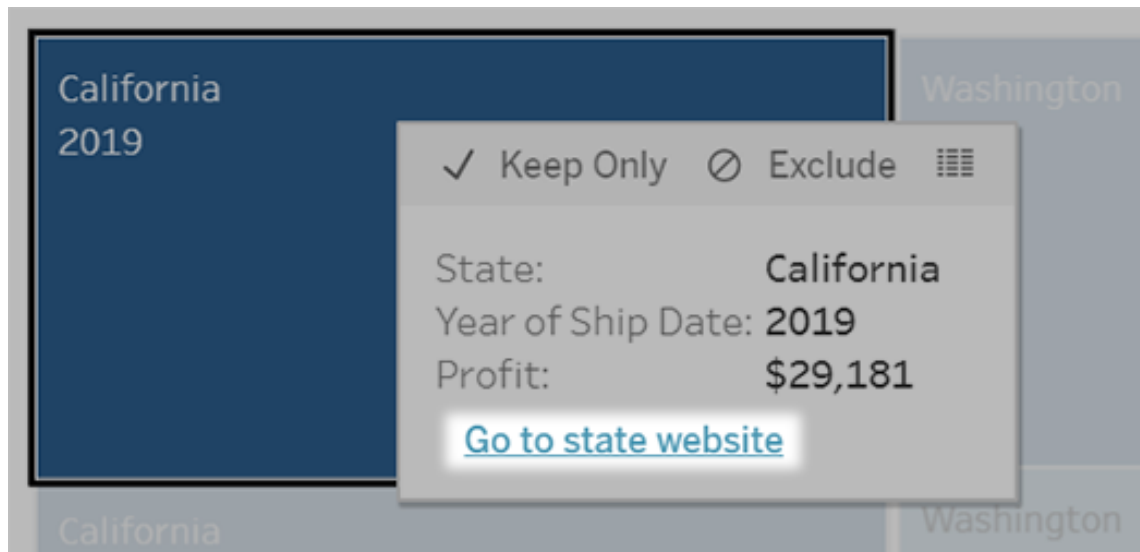 California
2019
Washington
Keep Only Exclude
State: California
Year of Ship Date: 2019
Profit: $29,181
Go to state website
California
Washington